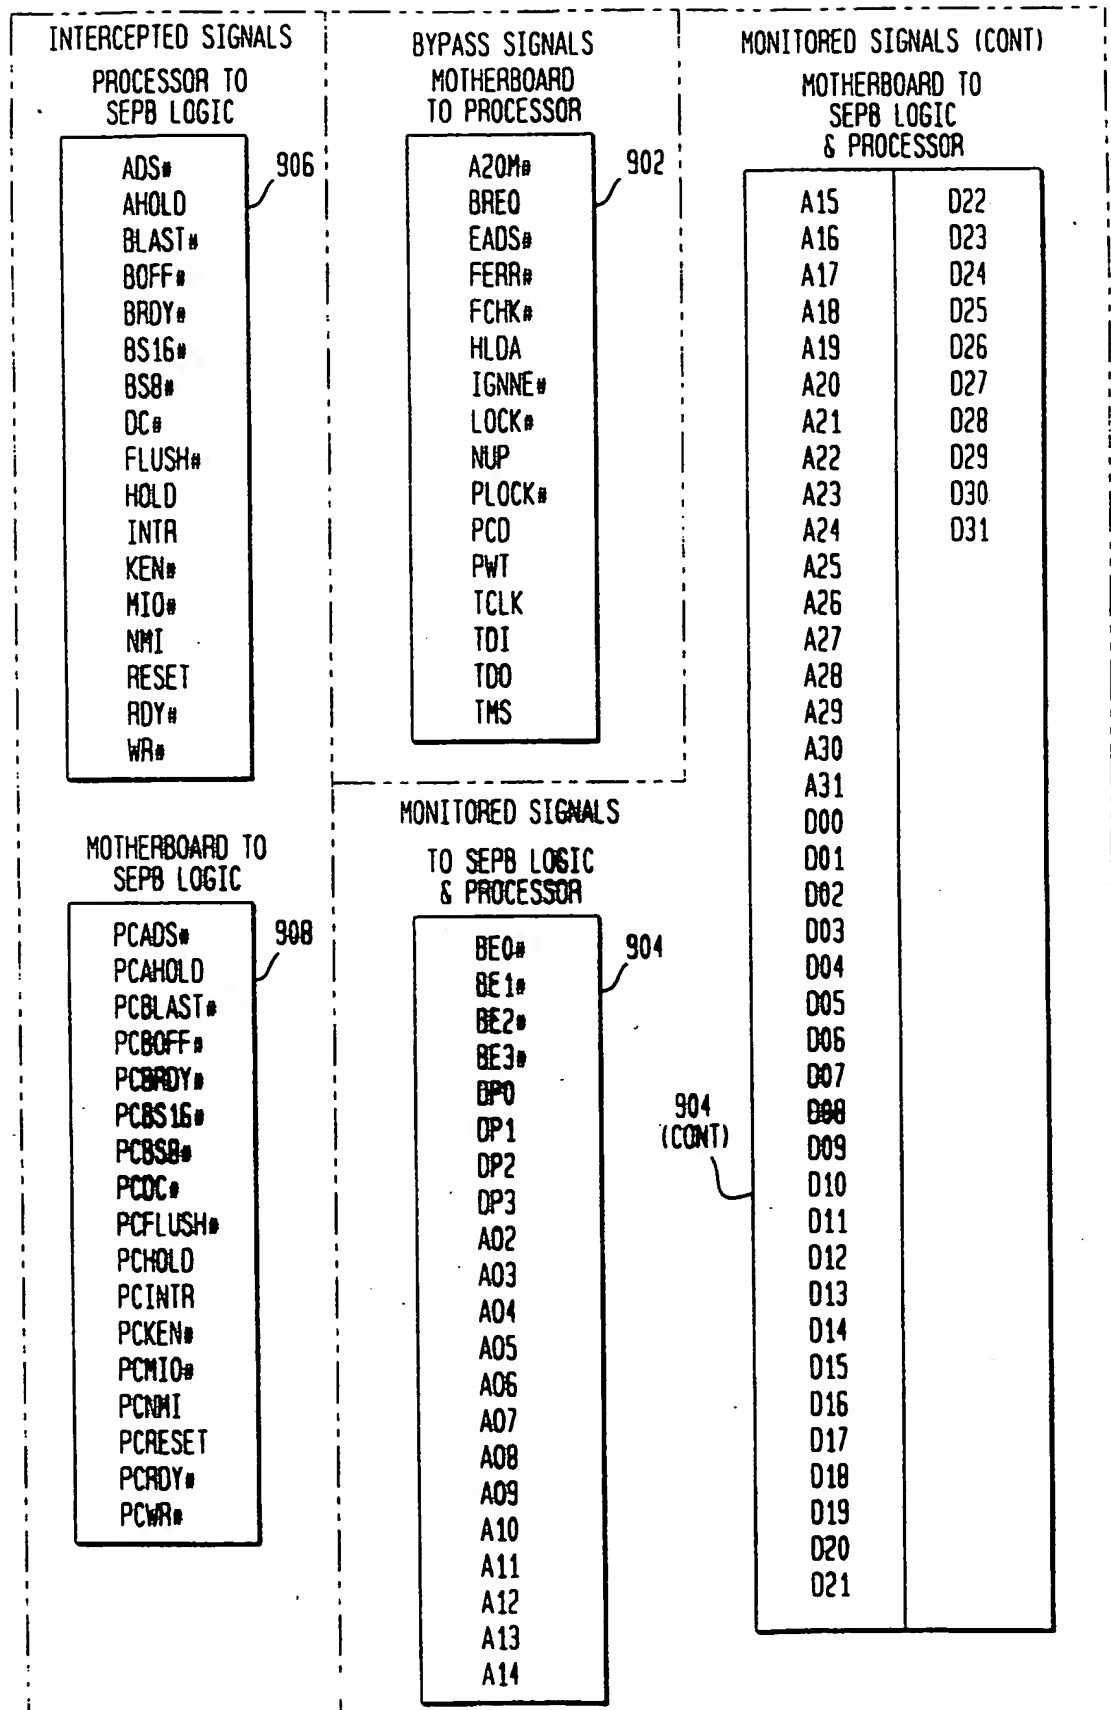 INTERCEPTED SIGNALS
PROCESSOR TO
SEPB LOGIC
906
ADS#
AHOLD
BLAST#
BOFF#
BRDY#
BS16#
BS8#
DC#
FLUSH#
HOLD
INTR
KEN#
MIO#
NMI
RESET
RDY#
WR#
MOTHERBOARD TO
SEPB LOGIC
908
PCADS#
PCAHOLD
PCBLAST#
PCBOFF#
PCBRDY#
PCBS16#
PCBS8#
PCDC#
PCFLUSH#
PCHOLD
PCINTR
PCKEN#
PCMIO#
PCNMI
PCRESET
PCRDY#
PCWR#
BYPASS SIGNALS
MOTHERBOARD
TO PROCESSOR
902
A20M#
BREQ
EADS#
FERR#
FCHK#
HLDA
IGNNE#
LOCK#
NUP
PLOCK#
PCD
PWT
TCLK
TDI
TDO
TMS
MONITORED SIGNALS
TO SEPB LOGIC
& PROCESSOR
904
BE0#
BE1#
BE2#
BE3#
DP0
DP1
DP2
DP3
A02
A03
A04
A05
A06
A07
A08
A09
A10
A11
A12
A13
A14
MONITORED SIGNALS (CONT)
MOTHERBOARD TO
SEPB LOGIC
& PROCESSOR
904
(CONT)
A15
A16
A17
A18
A19
A20
A21
A22
A23
A24
A25
A26
A27
A28
A29
A30
A31
D00
D01
D02
D03
D04
D05
D06
D07
D08
D09
D10
D11
D12
D13
D14
D15
D16
D17
D18
D19
D20
D21
D22
D23
D24
D25
D26
D27
D28
D29
D30
D31